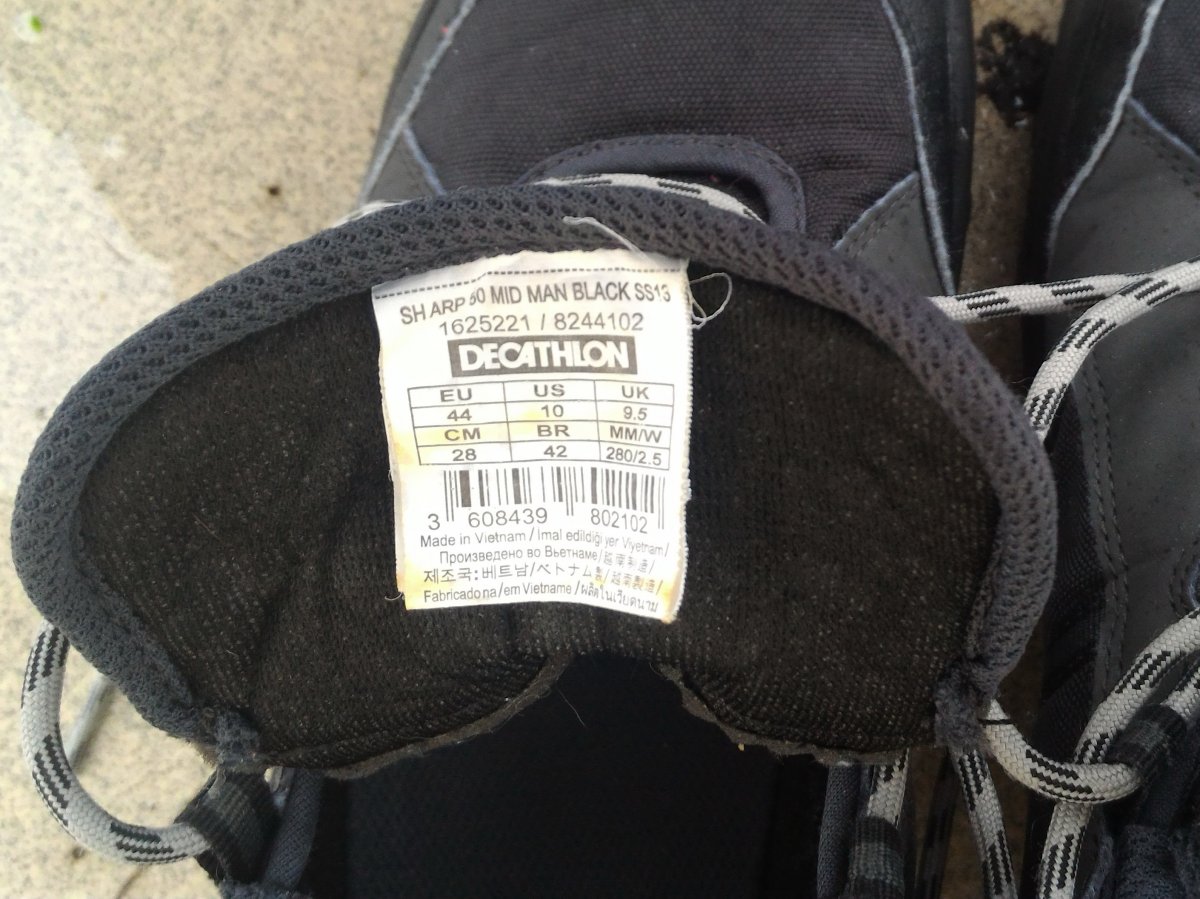 SHARP 50 MID MAN BLACK SS13
1625221 / 8244102
DECATHLON
EU US UK
44 10 9.5
CM BR MM/W
28 42 280/2.5
3 608439 802102
Made in Vietnam / İmal edildiği yer Viyetnam /
Произведено во Вьетнаме / 越南制造 /
제조국: 베트남 / ベトナム製 / 越南製造 /
Fabricado na / em Vietname / ผลิตในเวียดนาม